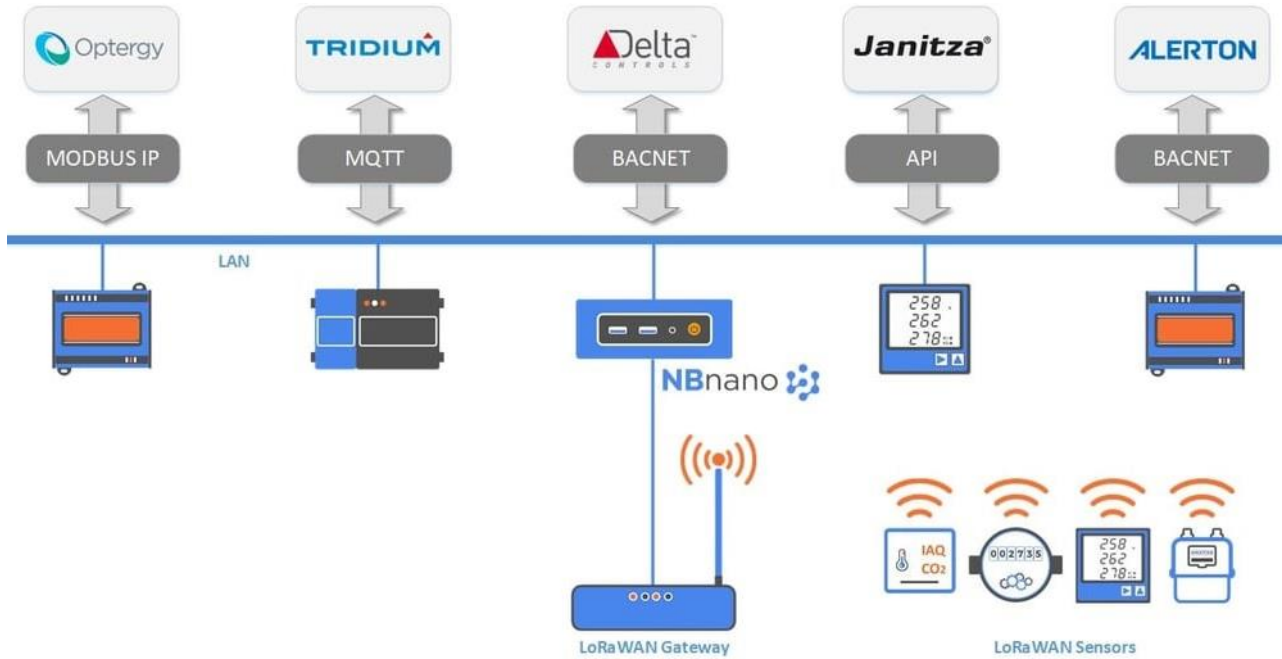 Optergy
TRIDIUM
Delta™
CONTROLS
Janitza®
ALERTON
MODBUS IP
MQTT
BACNET
API
BACNET
LAN
258.
262
278
NBnano
IAQ
CO2
002735
258.
262
278
LoRaWAN Gateway
LoRaWAN Sensors